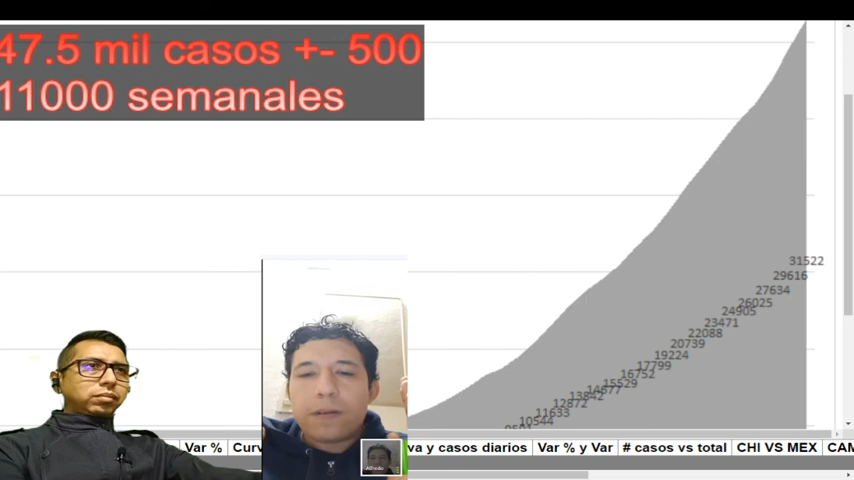 47.5 mil casos +- 500
11000 semanales
31522
29616
27634
26025
24905
23471
22088
20739
19224
17799
16752
15529
14677
13842
12872
11633
10544
Var %
va y casos diarios
Var % y Var
# casos vs total
CHI VS MEX
Alfredo